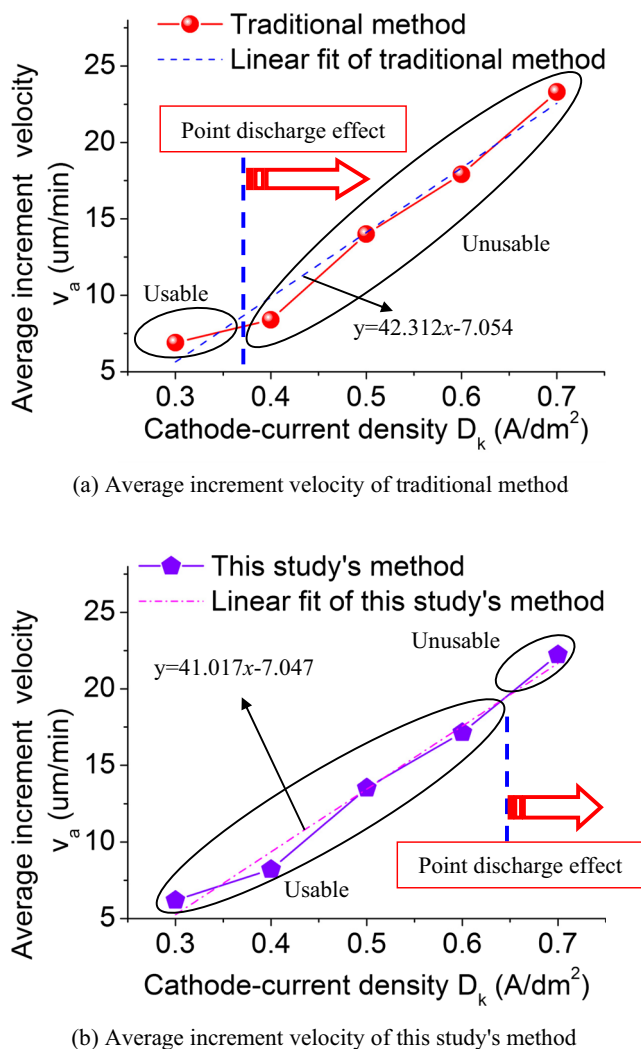 Traditional method
Linear fit of traditional method
Average increment velocity
v_a (um/min)
25
20
15
10
5
Point discharge effect
Usable
Unusable
y=42.312x-7.054
0.3 0.4 0.5 0.6 0.7
Cathode-current density D_k (A/dm²)
(a) Average increment velocity of traditional method
This study's method
Linear fit of this study's method
Average increment velocity
v_a (um/min)
25
20
15
10
5
Unusable
y=41.017x-7.047
Point discharge effect
Usable
0.3 0.4 0.5 0.6 0.7
Cathode-current density D_k (A/dm²)
(b) Average increment velocity of this study's method